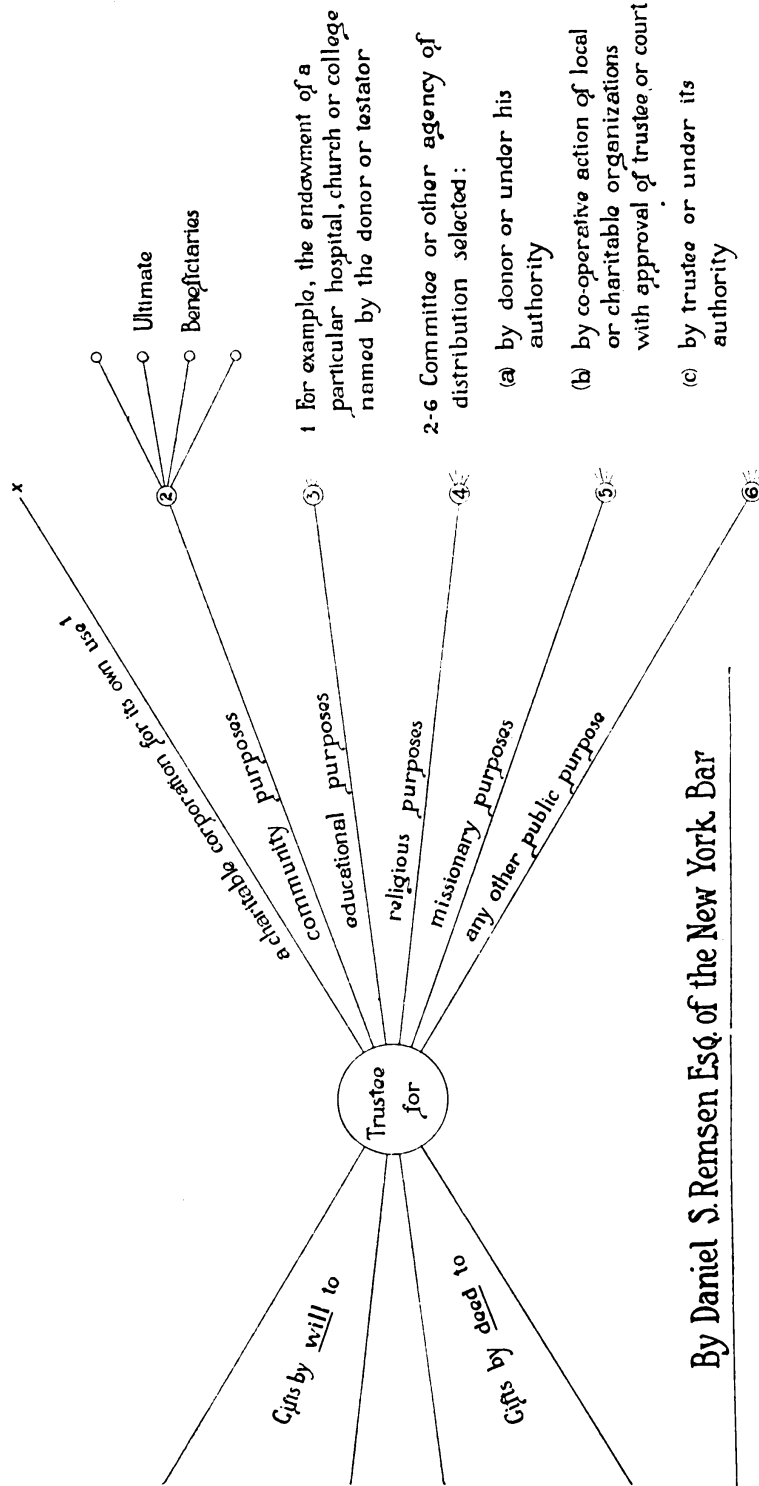 Gifts by will to
Gifts by deed to
Trustee
for
a charitable corporation for its own use 1
x
community purposes
2
educational purposes
3
religious purposes
4
missionary purposes
5
any other public purpose
6
Ultimate
Beneficiaries
1 For example, the endowment of a
particular hospital, church or college
named by the donor or testator
2-6 Committee or other agency of
distribution selected:
(a) by donor or under his
authority
(b) by co-operative action of local
or charitable organizations
with approval of trustee or court
(c) by trustee or under its
authority
By Daniel S. Remsen Esq. of the New York Bar